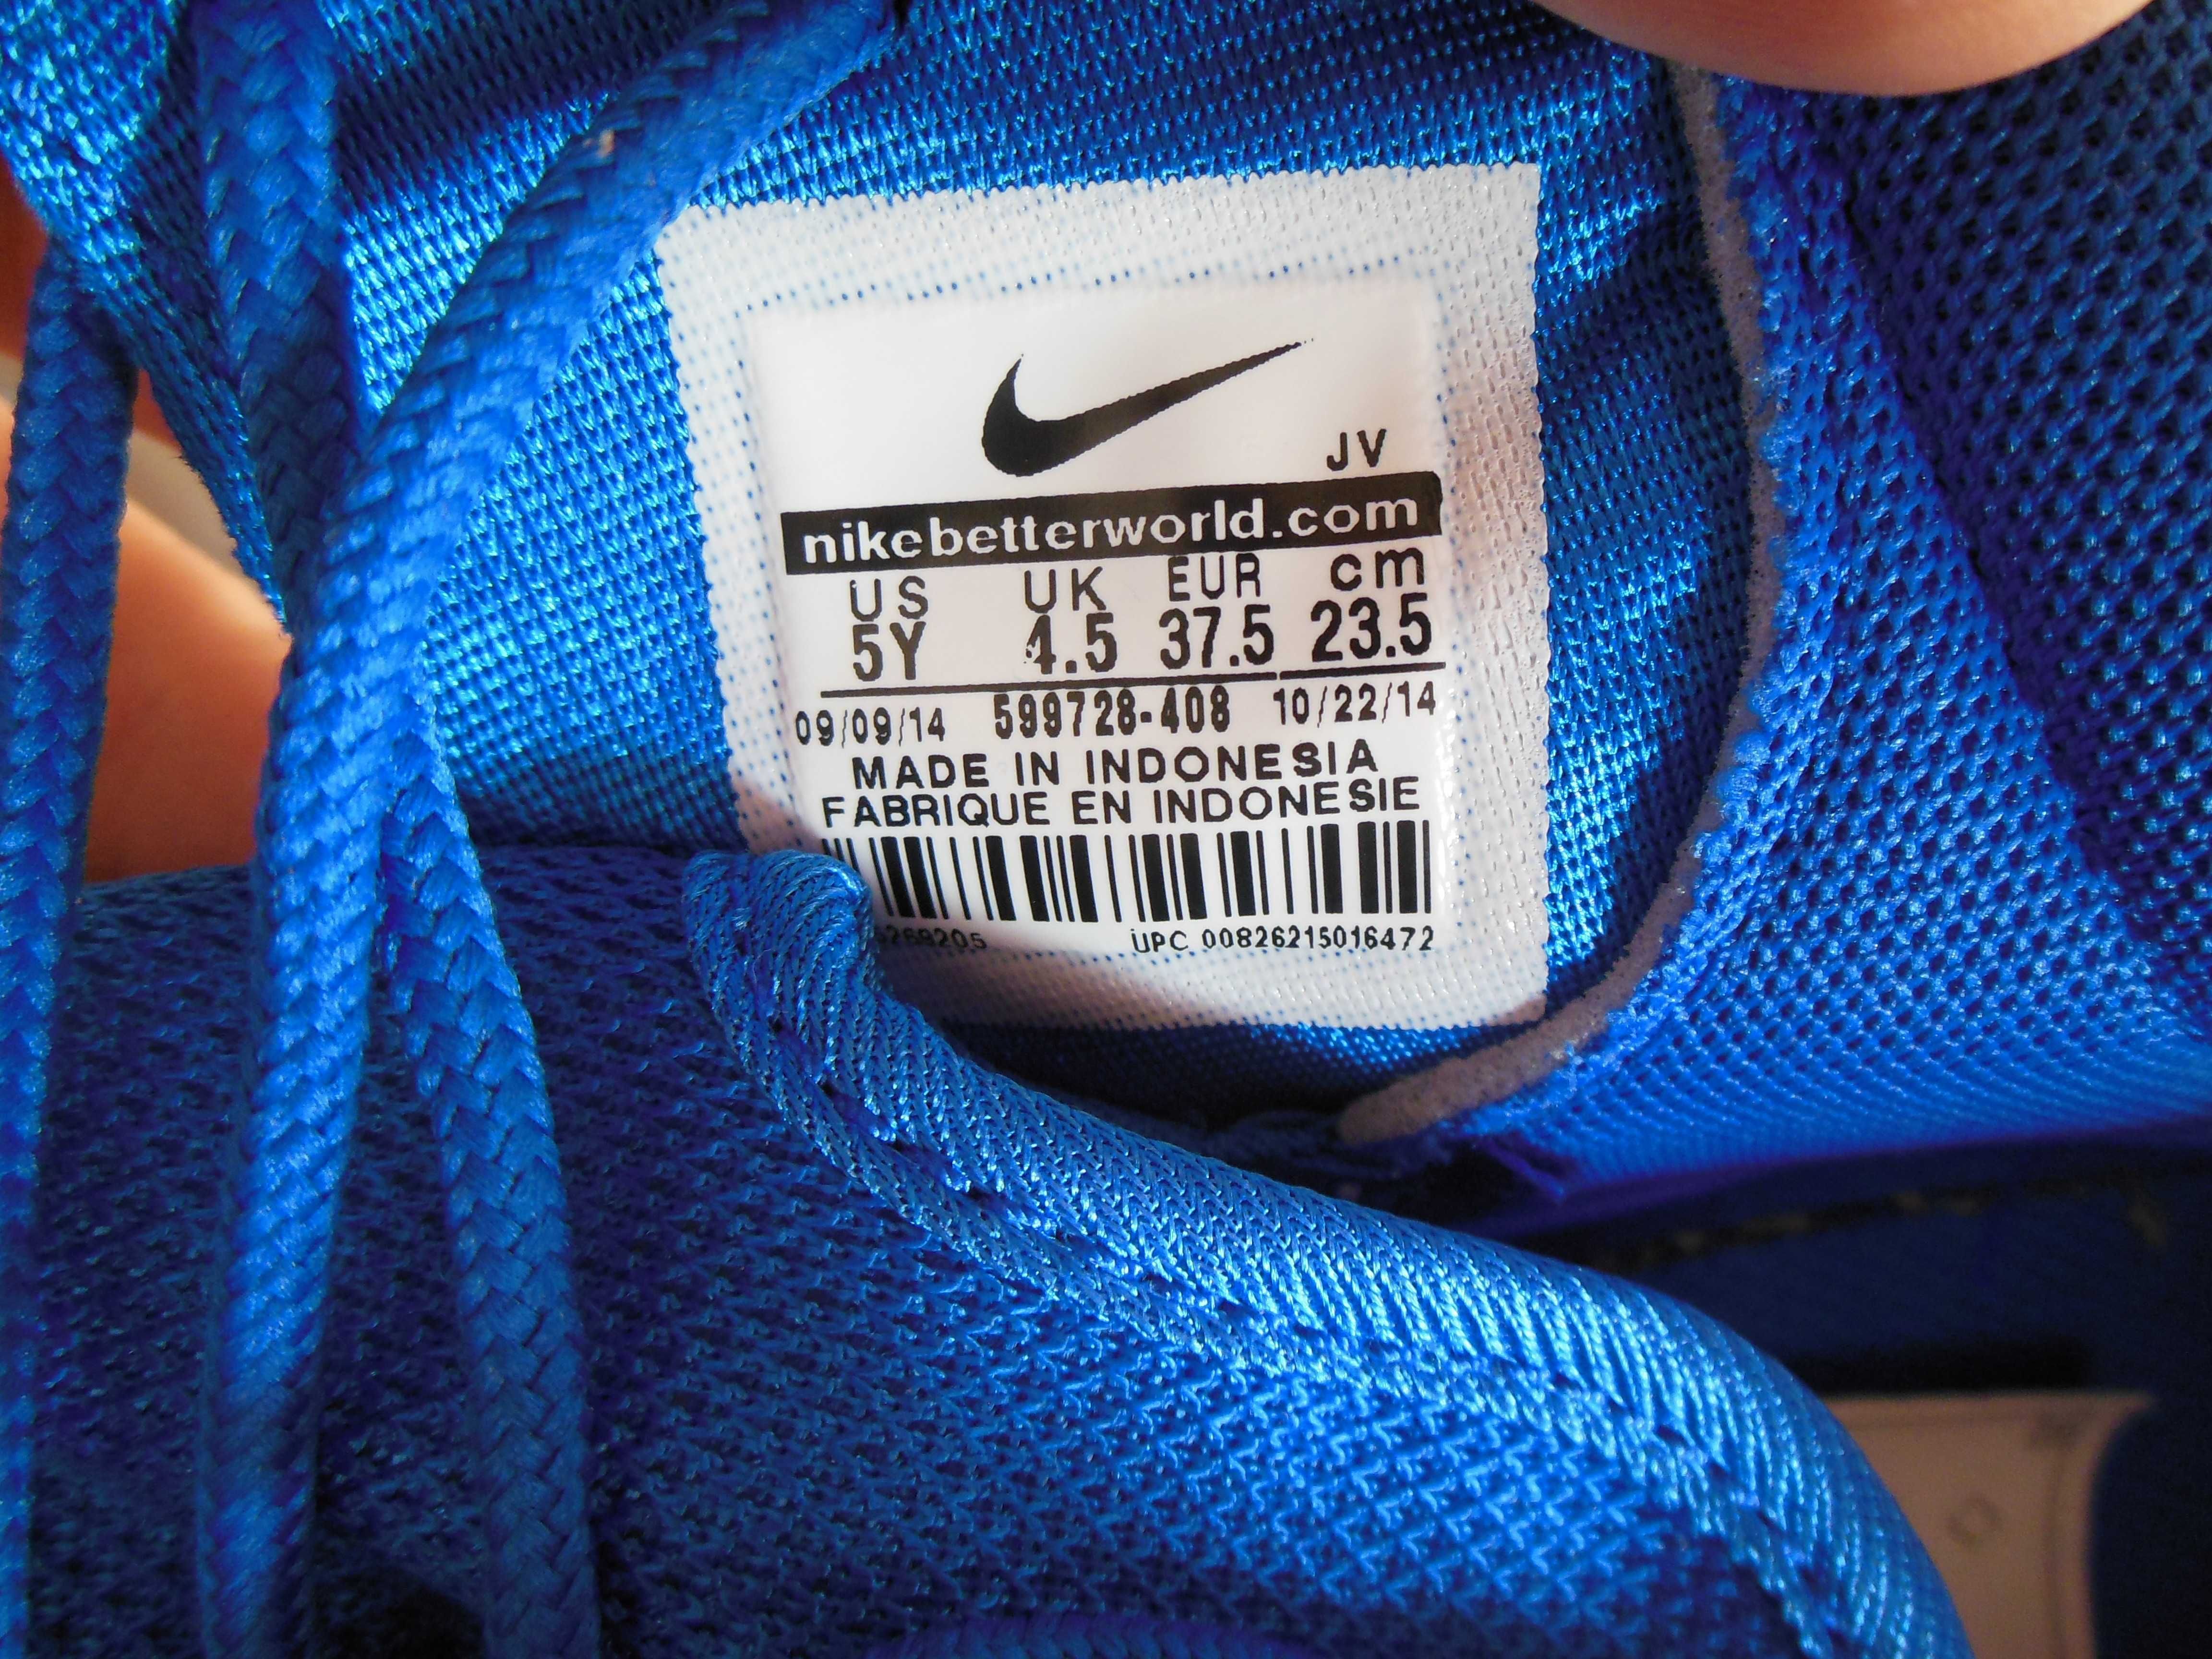 JV
nikebetterworld.com
US UK EUR cm
5Y 4.5 37.5 23.5
09/09/14 599728-408 10/22/14
MADE IN INDONESIA
FABRIQUE EN INDONESIE
UPC 00826215016472